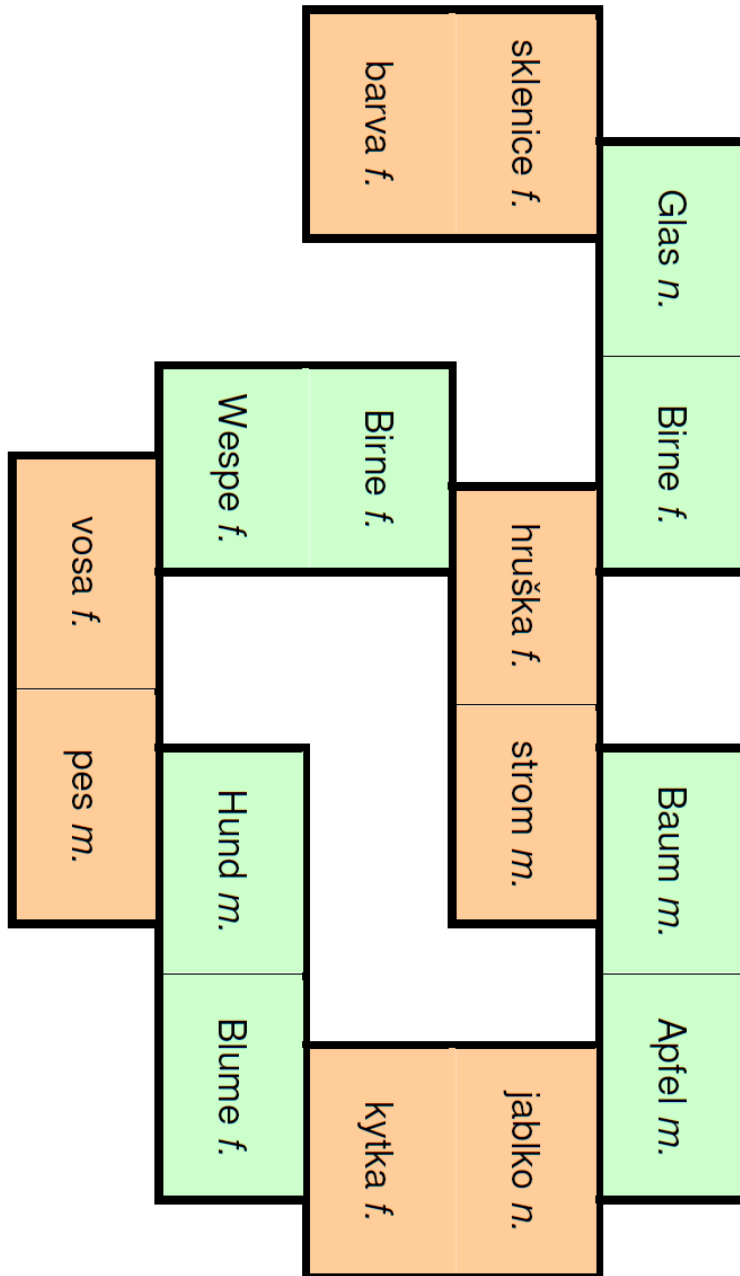 Glas n.
Birne f.
Baum m.
Apfel m.
sklenice f.
hruška f.
strom m.
jablko n.
barva f.
Birne f.
kytka f.
Wespe f.
Hund m.
Blume f.
vosa f.
pes m.